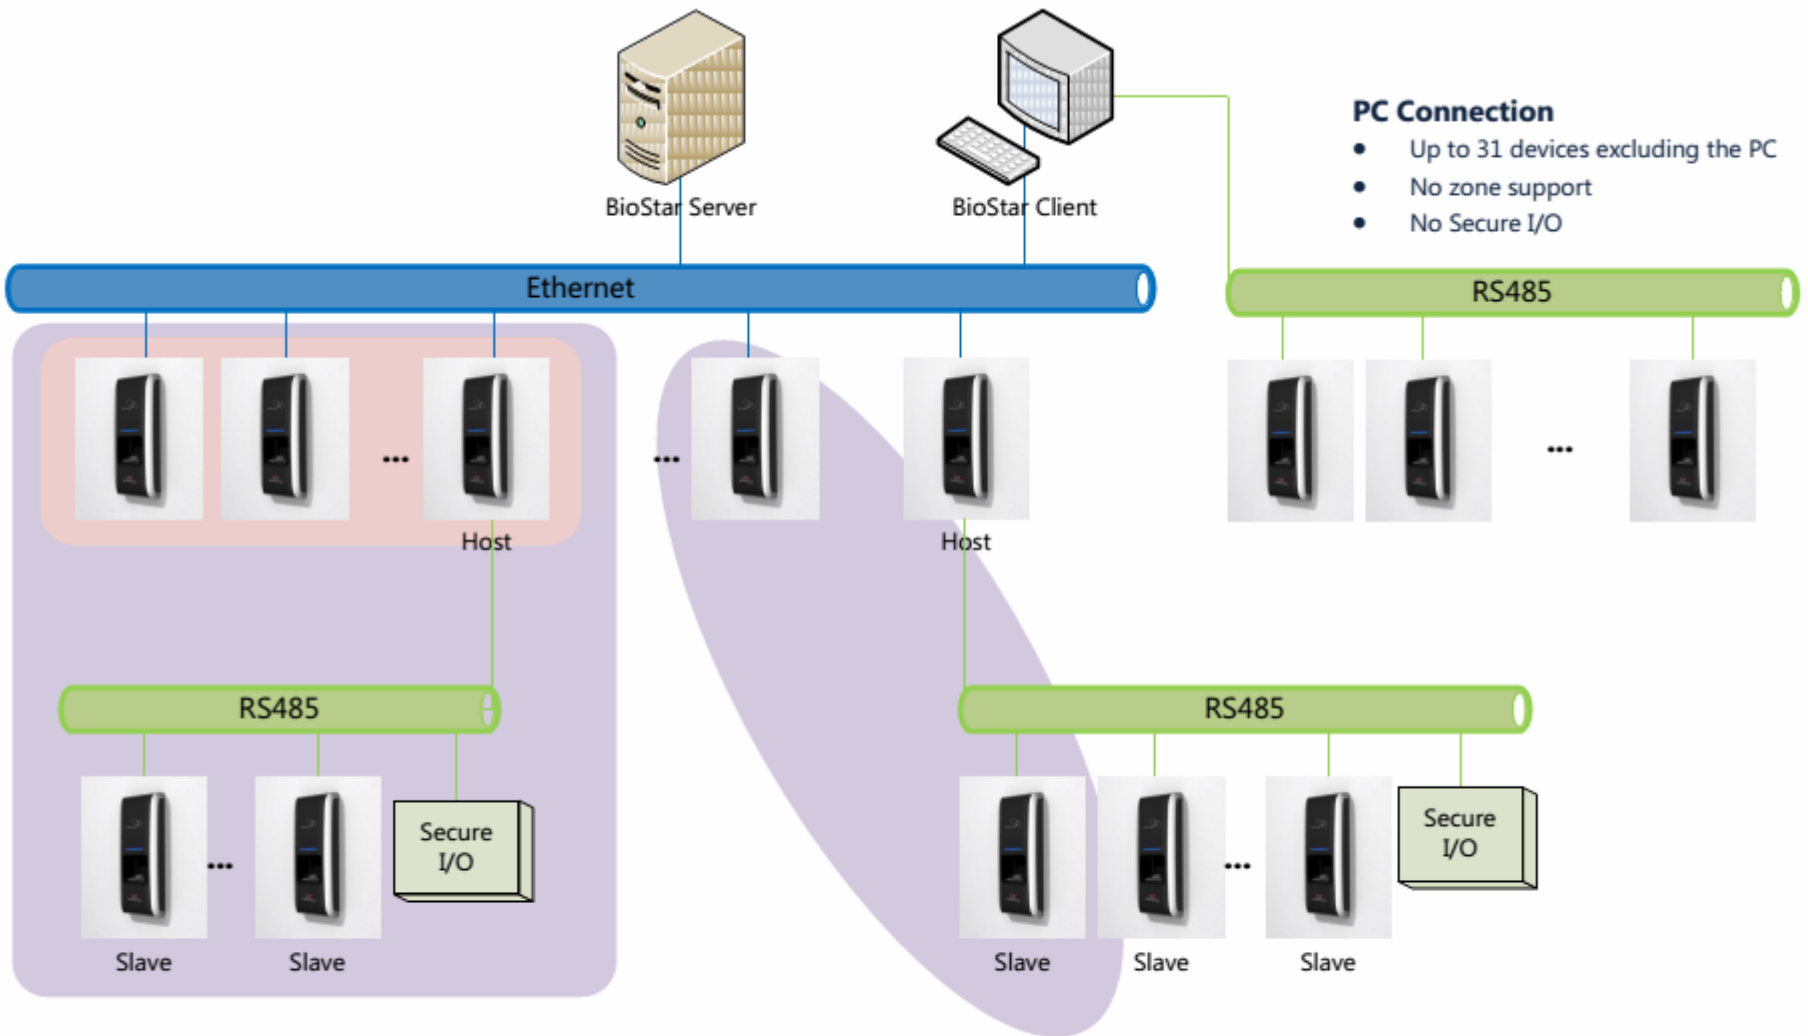 PC Connection
• Up to 31 devices excluding the PC
• No zone support
• No Secure I/O
BioStar Server
BioStar Client
Ethernet
RS485
...
...
...
Host
Host
RS485
RS485
Secure
I/O
Secure
I/O
...
...
Slave
Slave
Slave
Slave
Slave